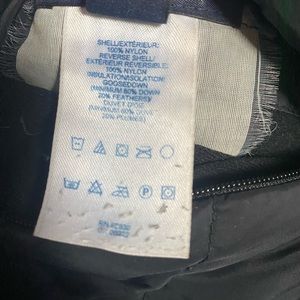 SHELL/EXTÉRIEUR:
100% NYLON
REVERSE SHELL/
EXTÉRIEUR REVERSIBLE:
100% NYLON
INSULATION/ISOLATION:
GOOSEDOWN
(MINIMUM 80% DOWN
20% FEATHERS)
DUVET D'OIE
(MINIMUM 80% DUVET
20% PLUMES)